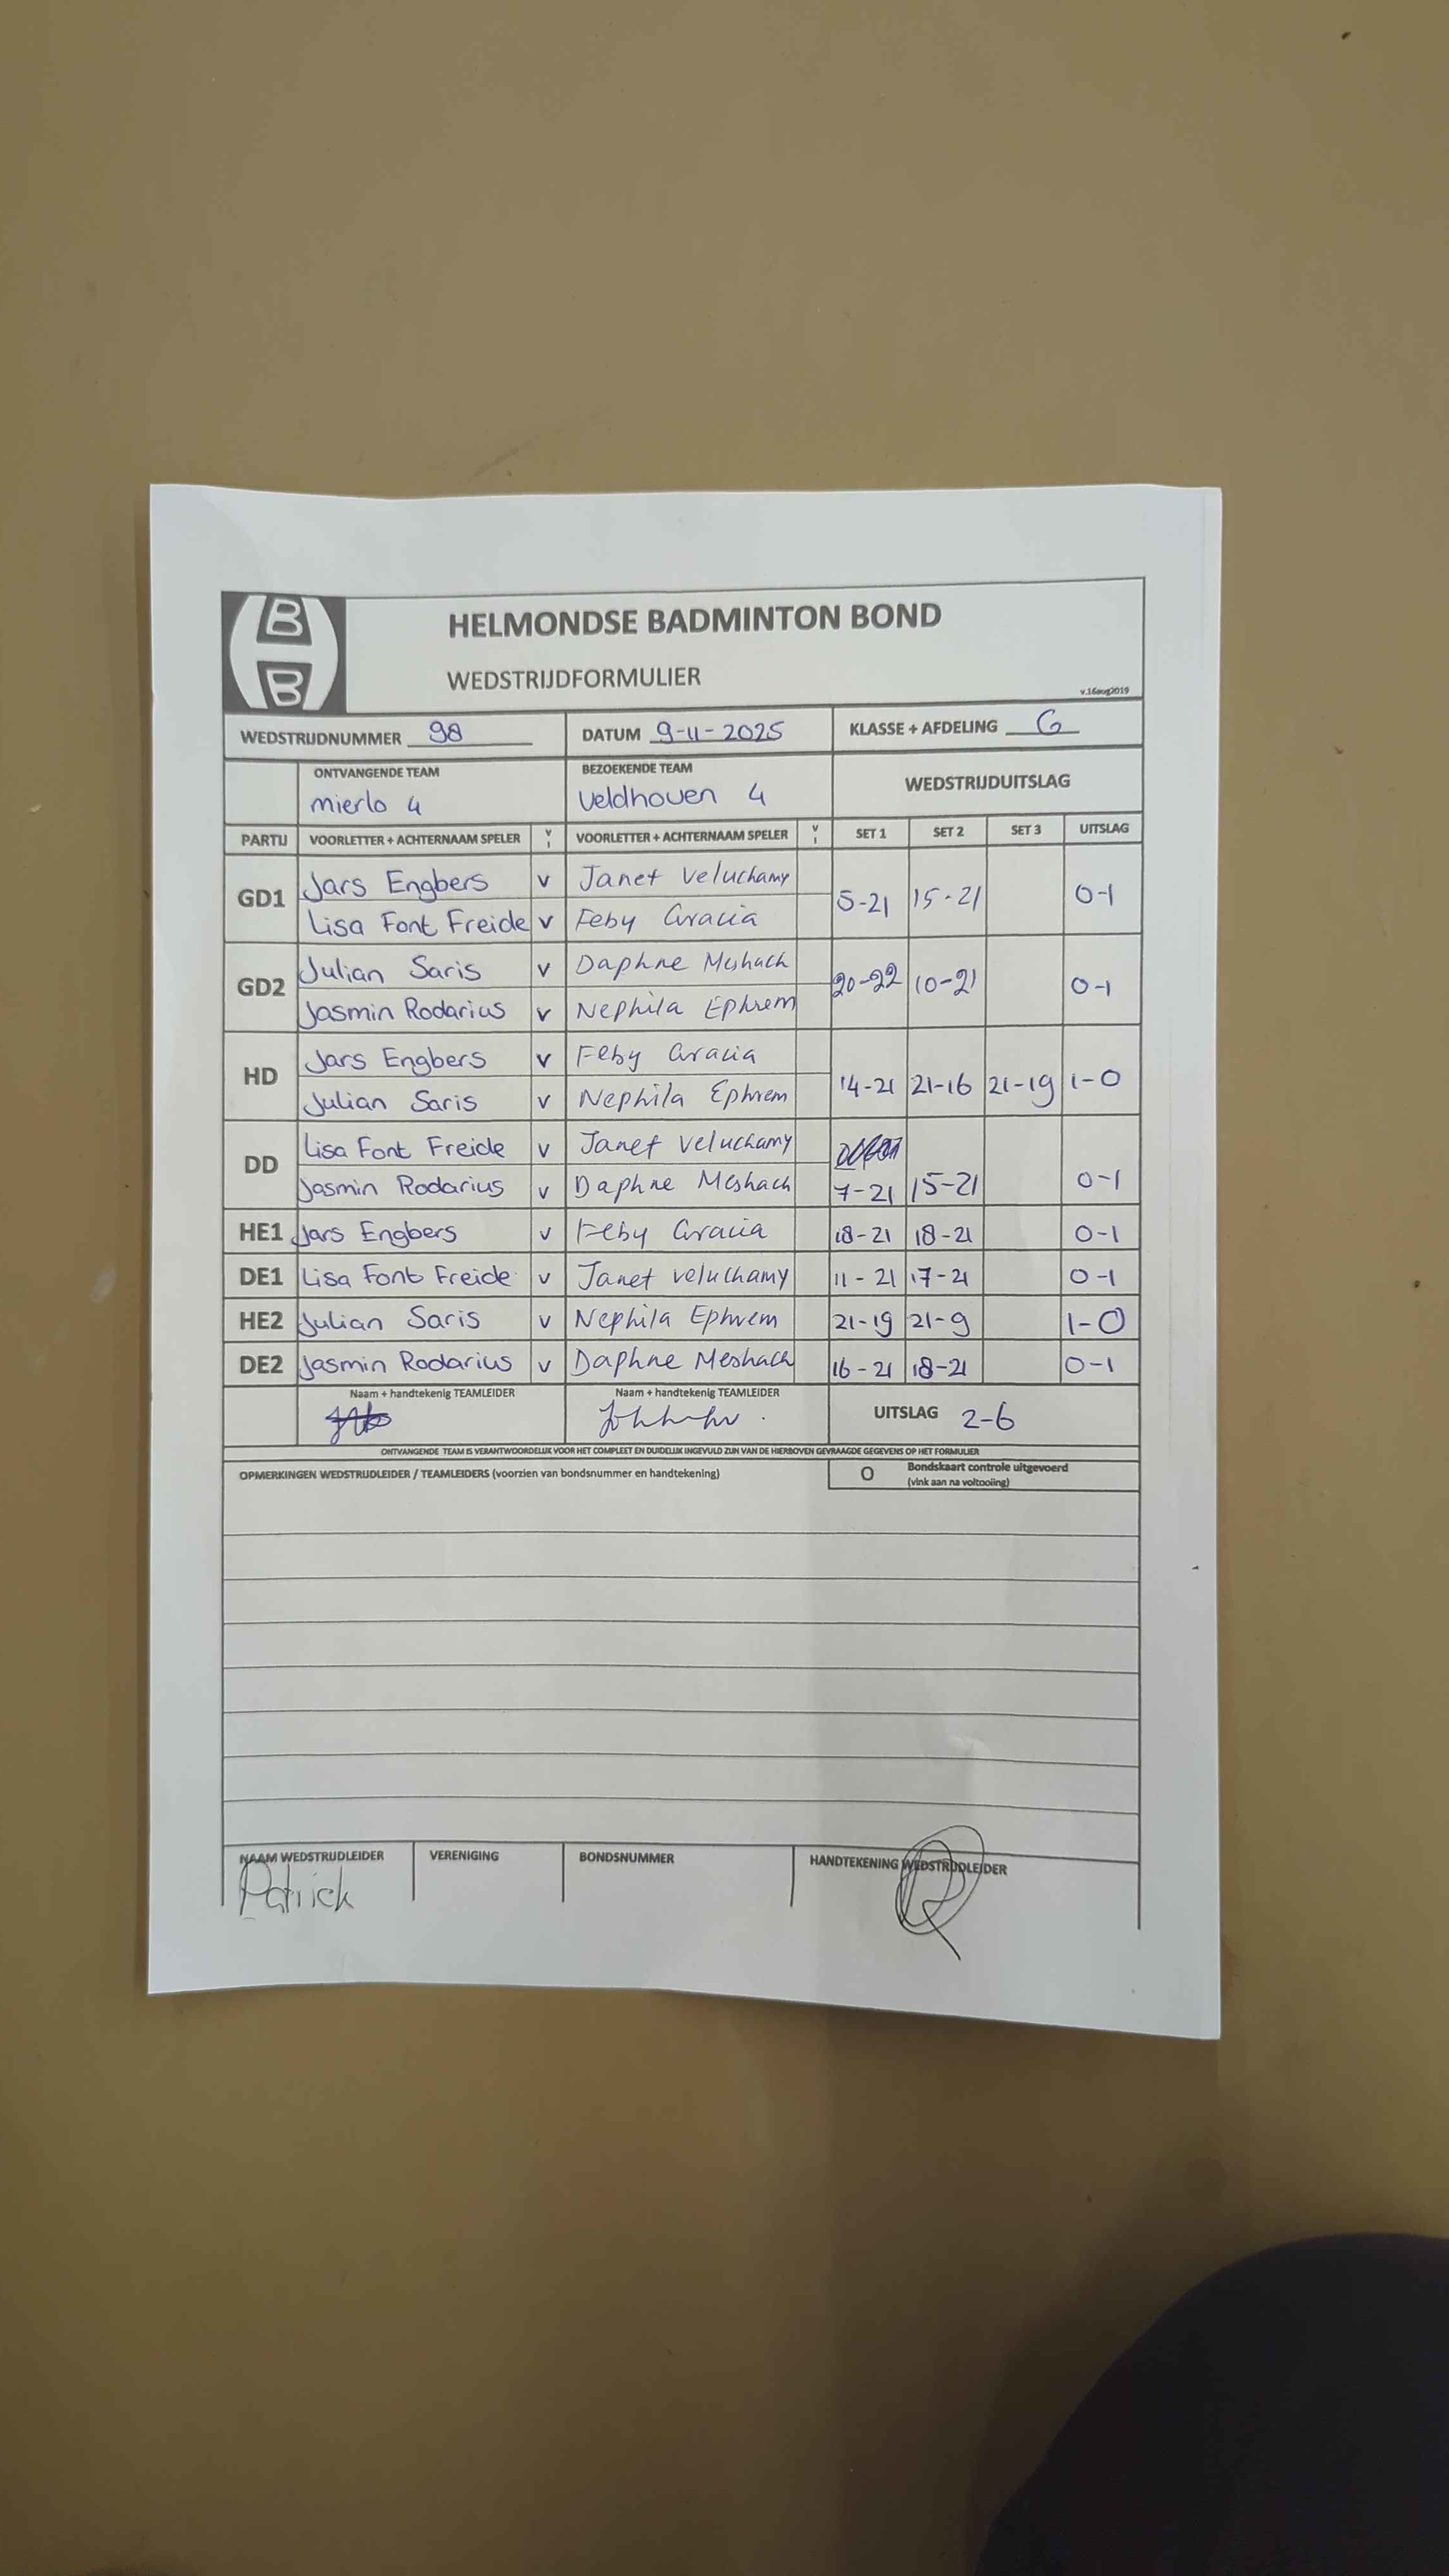 B
B
HELMONDSE BADMINTON BOND
WEDSTRIJDFORMULIER
v.16aug2019
WEDSTRIJDNUMMER 98 DATUM 9-11-2025 KLASSE + AFDELING G
ONTVANGENDE TEAM BEZOEKENDE TEAM WEDSTRIJDUITSLAG
mierlo 4 Veldhoven 4
PARTIJ VOORLETTER + ACHTERNAAM SPELER V I VOORLETTER + ACHTERNAAM SPELER V I SET 1 SET 2 SET 3 UITSLAG
GD1 Jars Engbers v Janet Veluchamy 5-21 15-21 0-1
Lisa Font Freide v Feby Gracia
GD2 Julian Saris v Daphne Meshach 20-22 10-21 0-1
Jasmin Rodarius v Nephila Ephrem
HD Jars Engbers v Feby Gracia 14-21 21-16 21-19 1-0
Julian Saris v Nephila Ephrem
DD Lisa Font Freide v Janet Veluchamy
Jasmin Rodarius v Daphne Meshach 7-21 15-21 0-1
HE1 Jars Engbers v Feby Gracia 18-21 18-21 0-1
DE1 Lisa Font Freide v Janet veluchamy 11-21 17-21 0-1
HE2 Julian Saris v Nephila Ephrem 21-19 21-9 1-0
DE2 Jasmin Rodarius v Daphne Meshach 16-21 18-21 0-1
Naam + handtekenig TEAMLEIDER Naam + handtekenig TEAMLEIDER UITSLAG 2-6
ONTVANGENDE TEAM IS VERANTWOORDELIJK VOOR HET COMPLEET EN DUIDELIJK INGEVULD ZIJN VAN DE HIERBOVEN GEVRAAGDE GEGEVENS OP HET FORMULIER
OPMERKINGEN WEDSTRIJDLEIDER / TEAMLEIDERS (voorzien van bondsnummer en handtekening) O Bondskaart controle uitgevoerd
(vink aan na voltooiing)
NAAM WEDSTRIJDLEIDER VERENIGING BONDSNUMMER HANDTEKENING WEDSTRIJDLEIDER
Patrick